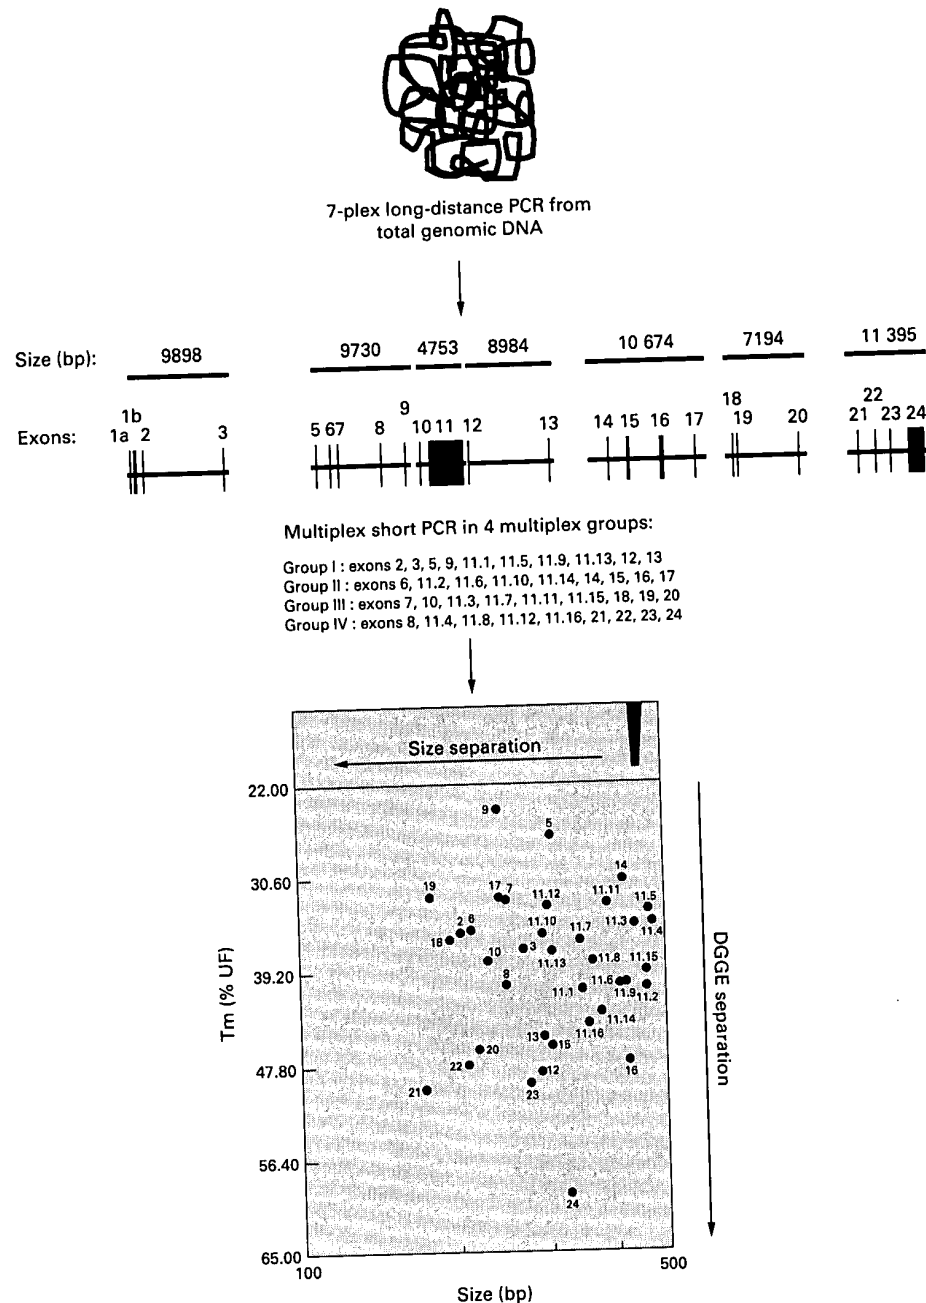 7-plex long-distance PCR from
total genomic DNA
Size (bp): 9898 9730 4753 8984 10 674 7194 11 395
Exons: 1a 1b 2 3 5 6 7 8 9 10 11 12 13 14 15 16 17 18 19 20 21 22 23 24
Multiplex short PCR in 4 multiplex groups:
Group I : exons 2, 3, 5, 9, 11.1, 11.5, 11.9, 11.13, 12, 13
Group II : exons 6, 11.2, 11.6, 11.10, 11.14, 14, 15, 16, 17
Group III : exons 7, 10, 11.3, 11.7, 11.11, 11.15, 18, 19, 20
Group IV : exons 8, 11.4, 11.8, 11.12, 11.16, 21, 22, 23, 24
Size separation
22.00
9
5
14
30.60
19 17 7 11.12 11.11 11.5
2 6 11.10 11.7 11.3 11.4
18 3 11.13
10 11.8 11.15
39.20
8 11.1 11.6 11.9 11.2
11.16 11.14
13 15
20
22 12 16
47.80
21 23
56.40
24
65.00
100 500
Size (bp)
Tm (% UF)
DGGE separation